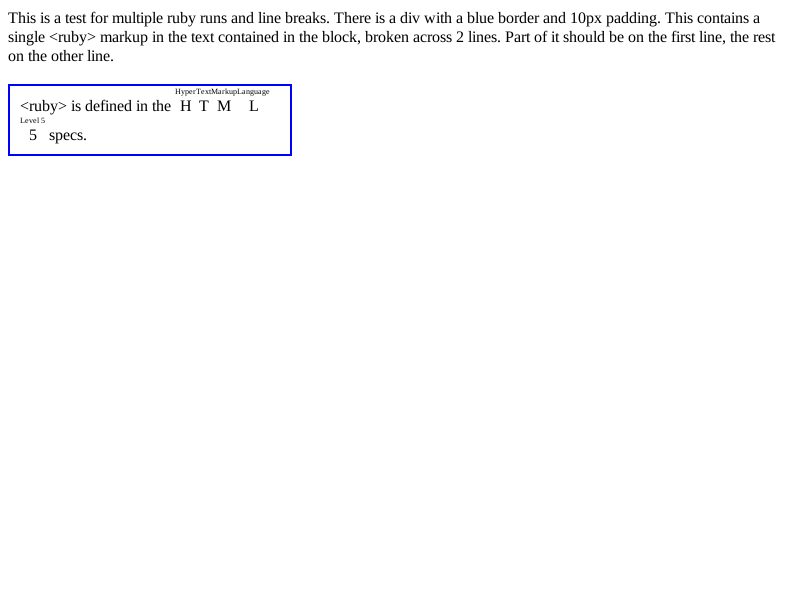 This is a test for multiple ruby runs and line breaks. There is a div with a blue border and 10px padding. This contains a
single <ruby> markup in the text contained in the block, broken across 2 lines. Part of it should be on the first line, the rest
on the other line.
HyperTextMarkupLanguage
<ruby> is defined in the H T M L
Level 5
5 specs.